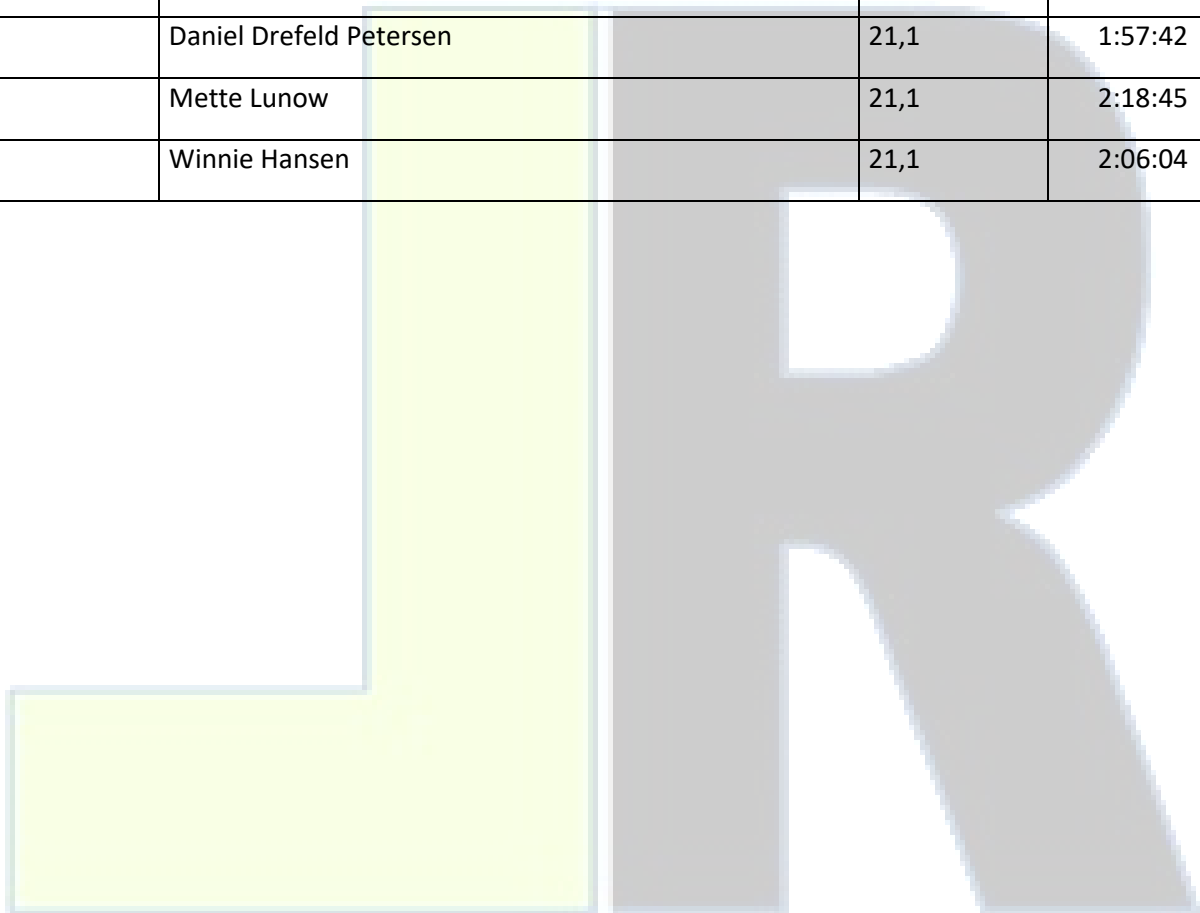 Daniel Drefeld Petersen 21,1 1:57:42
Mette Lunow 21,1 2:18:45
Winnie Hansen 21,1 2:06:04
JR